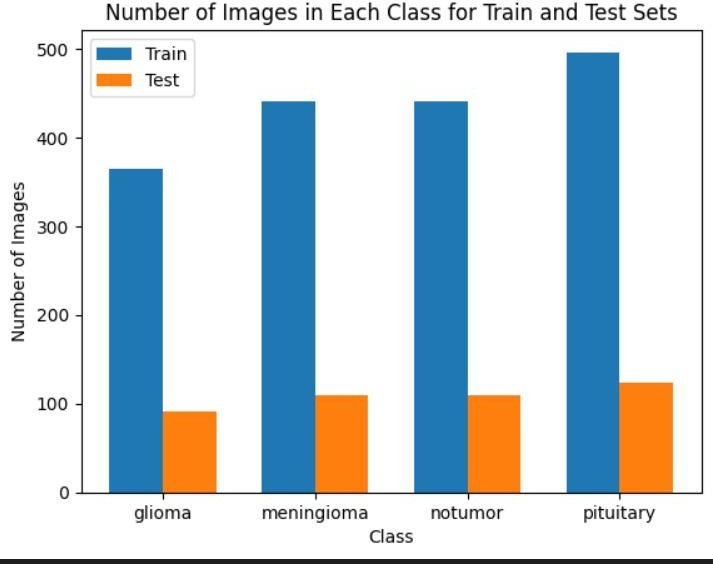 Number of Images in Each Class for Train and Test Sets
Train
Test
500
400
300
200
100
0
Number of Images
glioma meningioma notumor pituitary
Class